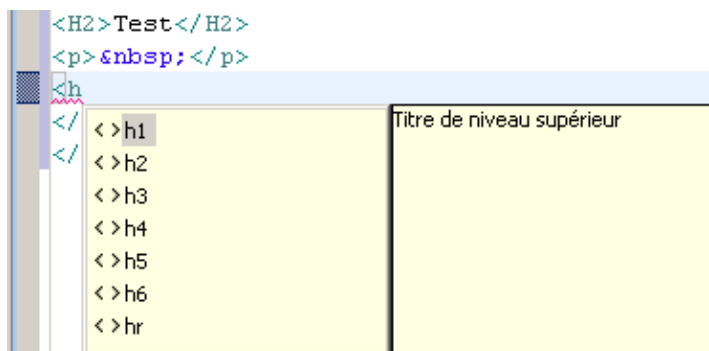 <H2>Test</H2>
<p>&nbsp;</p>
<h
</
</
< >h1
< >h2
< >h3
< >h4
< >h5
< >h6
< >hr
Titre de niveau supérieur